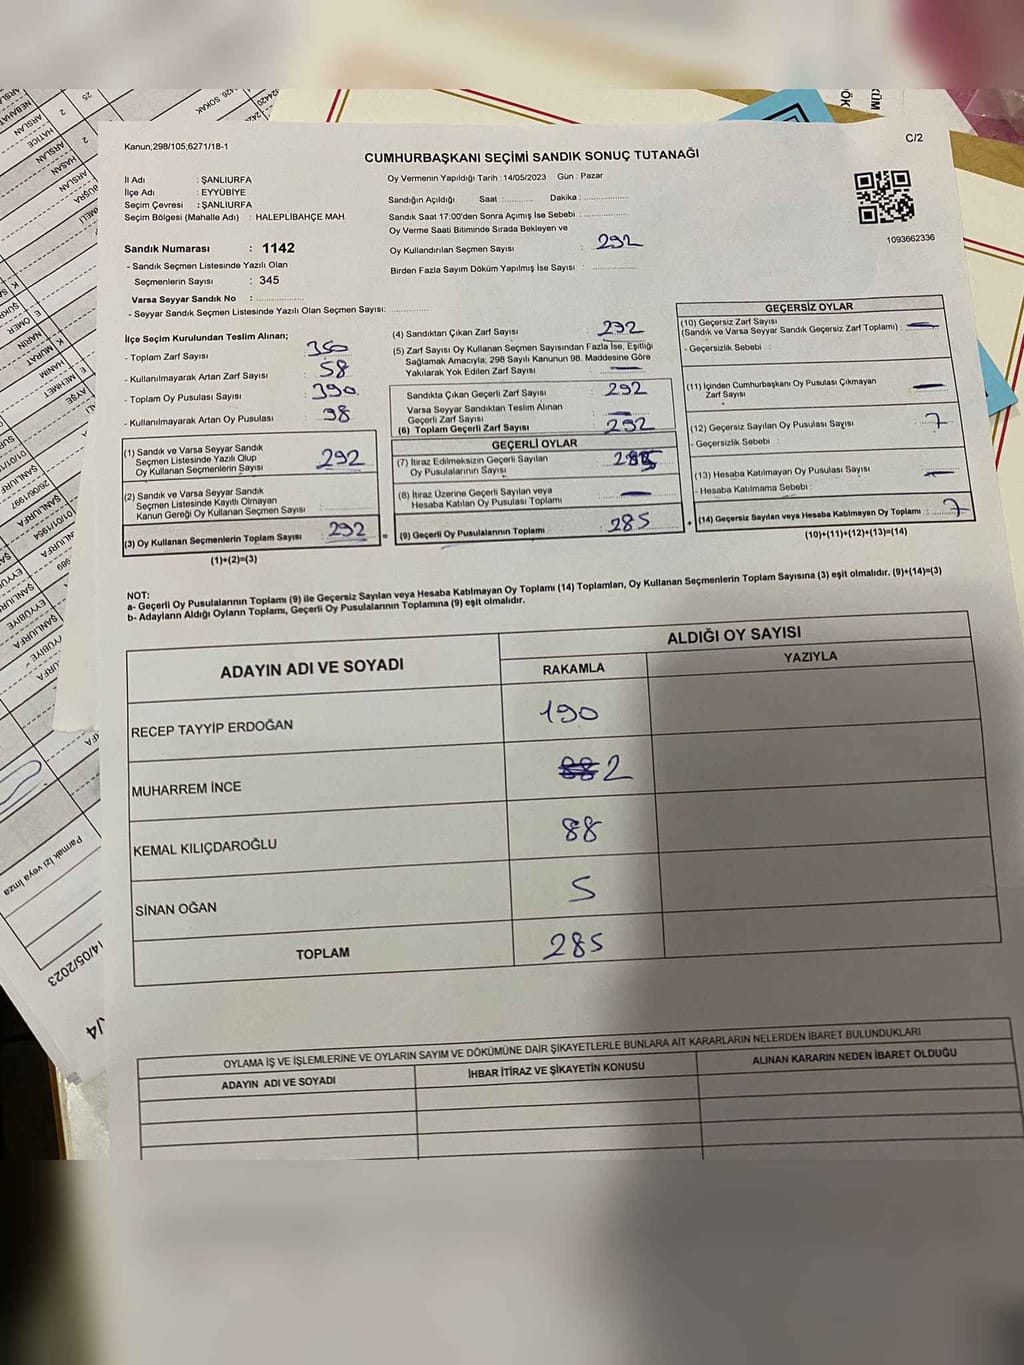 Kanun;298/105;6271/18-1
C/2
CUMHURBAŞKANI SEÇİMİ SANDIK SONUÇ TUTANAĞI
İl Adı : ŞANLIURFA
İlçe Adı : EYYÜBİYE
Seçim Çevresi : ŞANLIURFA
Seçim Bölgesi (Mahalle Adı) : HALEPLİBAHÇE MAH.
Sandık Numarası : 1142
- Sandık Seçmen Listesinde Yazılı Olan
Seçmenlerin Sayısı : 345
Varsa Seyyar Sandık No :
- Seyyar Sandık Seçmen Listesinde Yazılı Olan Seçmen Sayısı:
Oy Vermenin Yapıldığı Tarih : 14/05/2023 Gün : Pazar
Sandığın Açıldığı Saat : Dakika :
Sandık Saat 17:00'den Sonra Açımış İse Sebebi :
Oy Verme Saati Bitiminde Sırada Bekleyen ve
Oy Kullandırılan Seçmen Sayısı : 292
Birden Fazla Sayım Döküm Yapılmış İse Sayısı :
1093662336
İlçe Seçim Kurulundan Teslim Alınan;
- Toplam Zarf Sayısı : 350
- Kullanılmayarak Artan Zarf Sayısı : 58
- Toplam Oy Pusulası Sayısı : 390
- Kullanılmayarak Artan Oy Pusulası : 98
(1) Sandık ve Varsa Seyyar Sandık
Seçmen Listesinde Yazılı Olup
Oy Kullanan Seçmenlerin Sayısı : 292
(2) Sandık ve Varsa Seyyar Sandık
Seçmen Listesinde Kayıtlı Olmayan
Kanun Gereği Oy Kullanan Seçmen Sayısı :
(3) Oy Kullanan Seçmenlerin Toplam Sayısı : 292
(1)+(2)=(3)
(4) Sandıktan Çıkan Zarf Sayısı : 292
(5) Zarf Sayısı Oy Kullanan Seçmen Sayısından Fazla İse, Eşitliği
Sağlamak Amacıyla, 298 Sayılı Kanunun 98. Maddesine Göre
Yakılarak Yok Edilen Zarf Sayısı : —
Sandıkta Çıkan Geçerli Zarf Sayısı : 292
Varsa Seyyar Sandıktan Teslim Alınan
Geçerli Zarf Sayısı : —
(6) Toplam Geçerli Zarf Sayısı : 292
GEÇERLİ OYLAR
(7) İtiraz Edilmeksizin Geçerli Sayılan
Oy Pusulalarının Sayısı : 285
(8) İtiraz Üzerine Geçerli Sayılan veya
Hesaba Katılan Oy Pusulası Toplamı : —
= (9) Geçerli Oy Pusulalarının Toplamı : 285 +
GEÇERSİZ OYLAR
(10) Geçersiz Zarf Sayısı
(Sandık ve Varsa Seyyar Sandık Geçersiz Zarf Toplamı) : —
- Geçersizlik Sebebi :
(11) İçinden Cumhurbaşkanı Oy Pusulası Çıkmayan
Zarf Sayısı : —
(12) Geçersiz Sayılan Oy Pusulası Sayısı : 7
- Geçersizlik Sebebi :
(13) Hesaba Katılmayan Oy Pusulası Sayısı : —
- Hesaba Katılmama Sebebi :
(14) Geçersiz Sayılan veya Hesaba Katılmayan Oy Toplamı : 7
(10)+(11)+(12)+(13)=(14)
NOT:
a- Geçerli Oy Pusulalarının Toplamı (9) ile Geçersiz Sayılan veya Hesaba Katılmayan Oy Toplamı (14) Toplamları, Oy Kullanan Seçmenlerin Toplam Sayısına (3) eşit olmalıdır. (9)+(14)=(3)
b- Adayların Aldığı Oyların Toplamı, Geçerli Oy Pusulalarının Toplamına (9) eşit olmalıdır.
ADAYIN ADI VE SOYADI
ALDIĞI OY SAYISI
RAKAMLA YAZIYLA
RECEP TAYYİP ERDOĞAN 190
MUHARREM İNCE 88 2
KEMAL KILIÇDAROĞLU 88
SİNAN OĞAN 5
TOPLAM 285
OYLAMA İŞ VE İŞLEMLERİNE VE OYLARIN SAYIM VE DÖKÜMÜNE DAİR ŞİKAYETLERLE BUNLARA AİT KARARLARIN NELERDEN İBARET BULUNDUKLARI
ADAYIN ADI VE SOYADI İHBAR İTİRAZ VE ŞİKAYETİN KONUSU ALINAN KARARIN NEDEN İBARET OLDUĞU
Parmak İzi veya İmza
14/05/2023